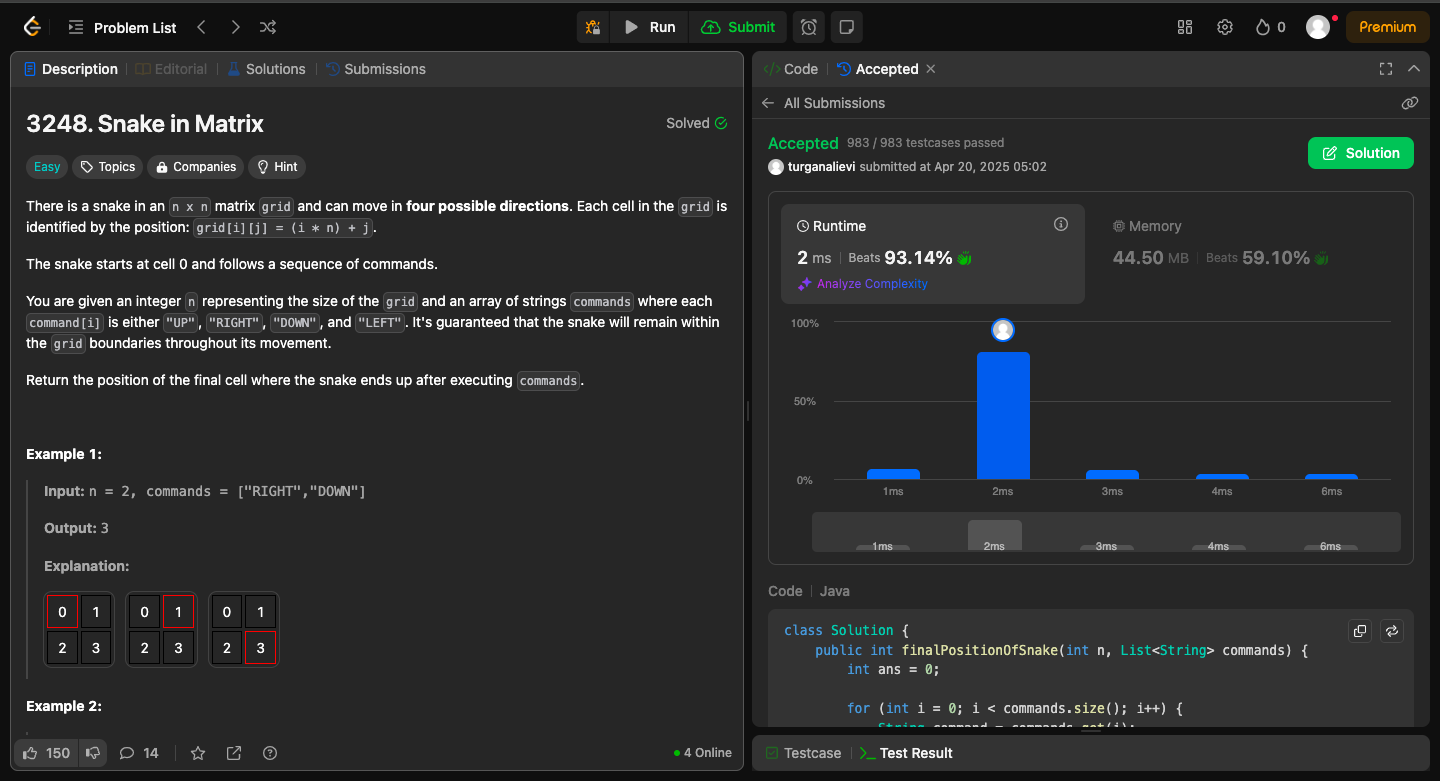 Problem List
Run
Submit
0
Premium
Description
Editorial
Solutions
Submissions
3248. Snake in Matrix
Solved
Easy
Topics
Companies
Hint
There is a snake in an n x n matrix grid and can move in four possible directions. Each cell in the grid is
identified by the position: grid[i][j] = (i * n) + j.
The snake starts at cell 0 and follows a sequence of commands.
You are given an integer n representing the size of the grid and an array of strings commands where each
command[i] is either "UP", "RIGHT", "DOWN", and "LEFT". It's guaranteed that the snake will remain within
the grid boundaries throughout its movement.
Return the position of the final cell where the snake ends up after executing commands.
Example 1:
Input: n = 2, commands = ["RIGHT","DOWN"]
Output: 3
Explanation:
0 1 0 1 0 1
2 3 2 3 2 3
Example 2:
150
14
4 Online
Code
Accepted
All Submissions
Accepted 983 / 983 testcases passed
turganalievi submitted at Apr 20, 2025 05:02
Solution
Runtime
2 ms Beats 93.14%
Analyze Complexity
Memory
44.50 MB Beats 59.10%
100%
50%
0%
1ms 2ms 3ms 4ms 6ms
1ms 2ms 3ms 4ms 6ms
Code Java
class Solution {
public int finalPositionOfSnake(int n, List<String> commands) {
int ans = 0;
for (int i = 0; i < commands.size(); i++) {
String command = commands.get(i);
Testcase
Test Result